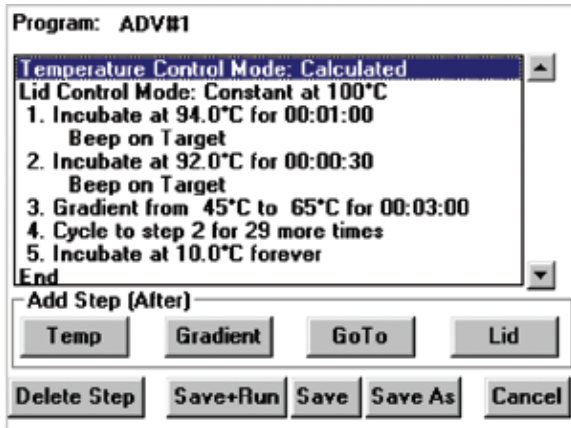 Program: ADV#1
Temperature Control Mode: Calculated
Lid Control Mode: Constant at 100°C
1. Incubate at 94.0°C for 00:01:00
Beep on Target
2. Incubate at 92.0°C for 00:00:30
Beep on Target
3. Gradient from 45°C to 65°C for 00:03:00
4. Cycle to step 2 for 29 more times
5. Incubate at 10.0°C forever
End
Add Step (After)
Temp Gradient GoTo Lid
Delete Step Save+Run Save Save As Cancel